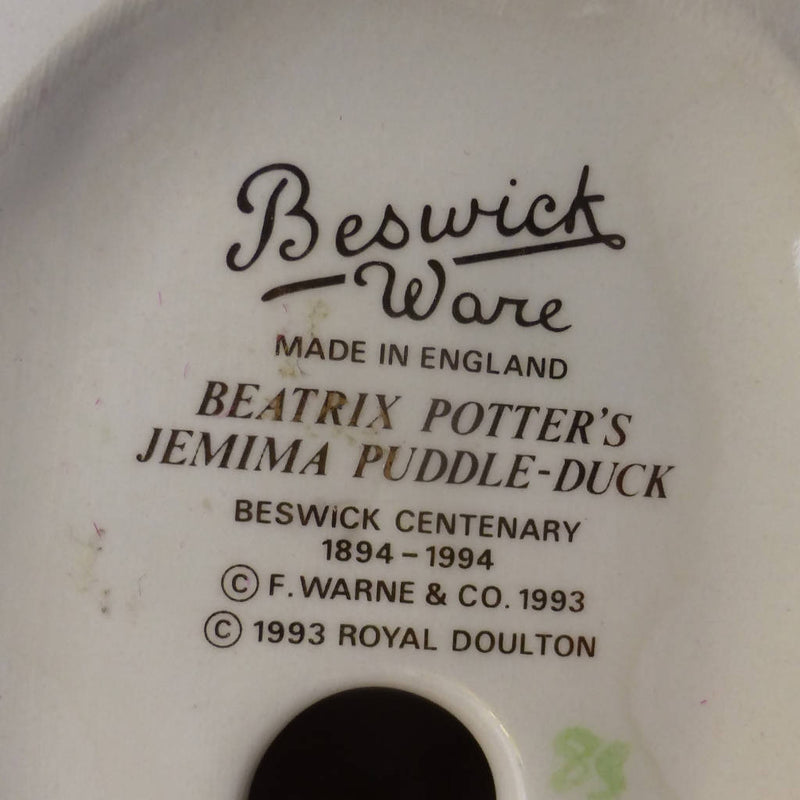 Beswick
Ware
MADE IN ENGLAND
BEATRIX POTTER'S
JEMIMA PUDDLE-DUCK
BESWICK CENTENARY
1894 – 1994
© F. WARNE & CO. 1993
© 1993 ROYAL DOULTON